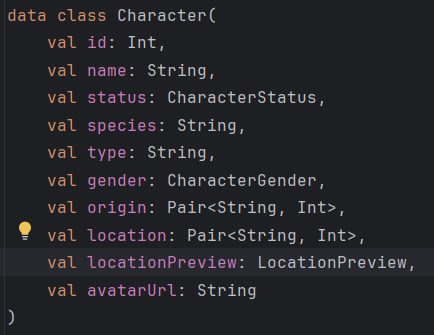 data class Character(
    val id: Int,
    val name: String,
    val status: CharacterStatus,
    val species: String,
    val type: String,
    val gender: CharacterGender,
    val origin: Pair<String, Int>,
    val location: Pair<String, Int>,
    val locationPreview: LocationPreview,
    val avatarUrl: String
)